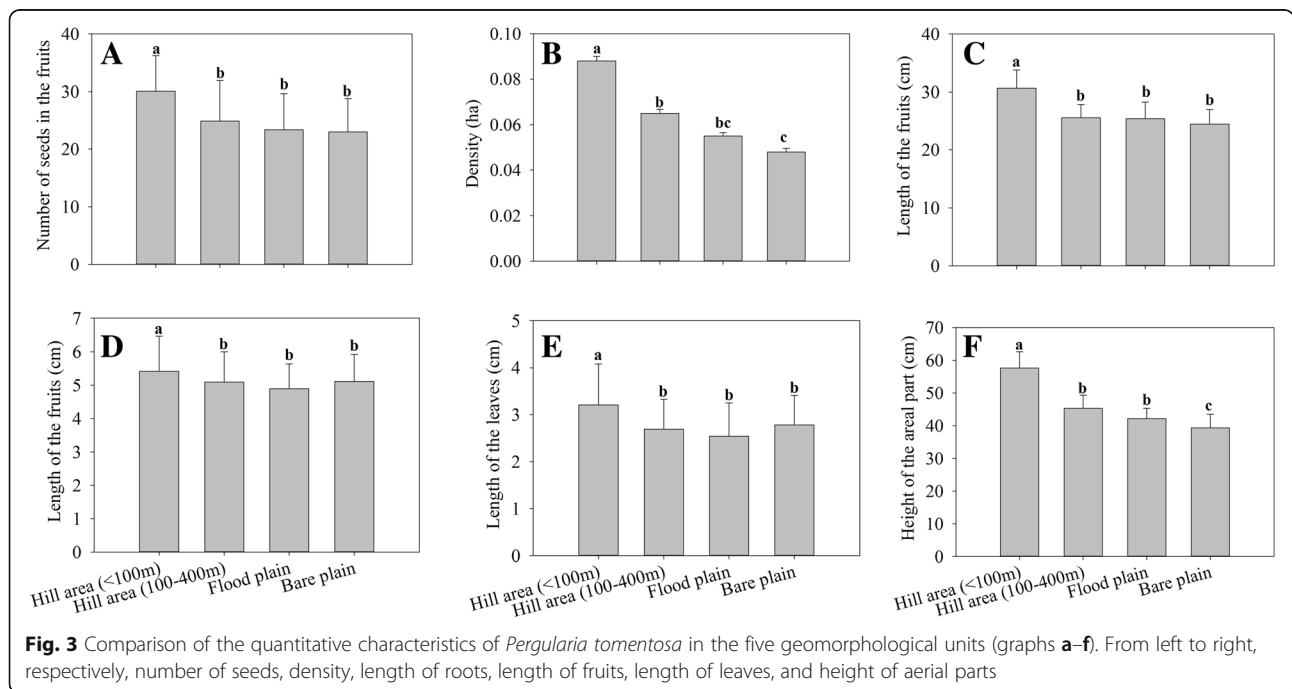 A
Number of seeds in the fruits
40
30
20
10
0
a
b
b
b
B
Density (ha)
0.10
0.08
0.06
0.04
0.02
0.00
a
b
bc
c
C
Length of the fruits (cm)
40
30
20
10
0
a
b
b
b
D
Length of the fruits (cm)
7
6
5
4
3
2
1
0
a
b
b
b
Hill area (<100m)
Hill area (100-400m)
Flood plain
Bare plain
E
Length of the leaves (cm)
5
4
3
2
1
0
a
b
b
b
Hill area (<100m)
Hill area (100-400m)
Flood plain
Bare plain
F
Height of the areal part (cm)
70
60
50
40
30
20
10
0
a
b
b
c
Hill area (<100m)
Hill area (100-400m)
Flood plain
Bare plain
Fig. 3 Comparison of the quantitative characteristics of Pergularia tomentosa in the five geomorphological units (graphs a–f). From left to right,
respectively, number of seeds, density, length of roots, length of fruits, length of leaves, and height of aerial parts